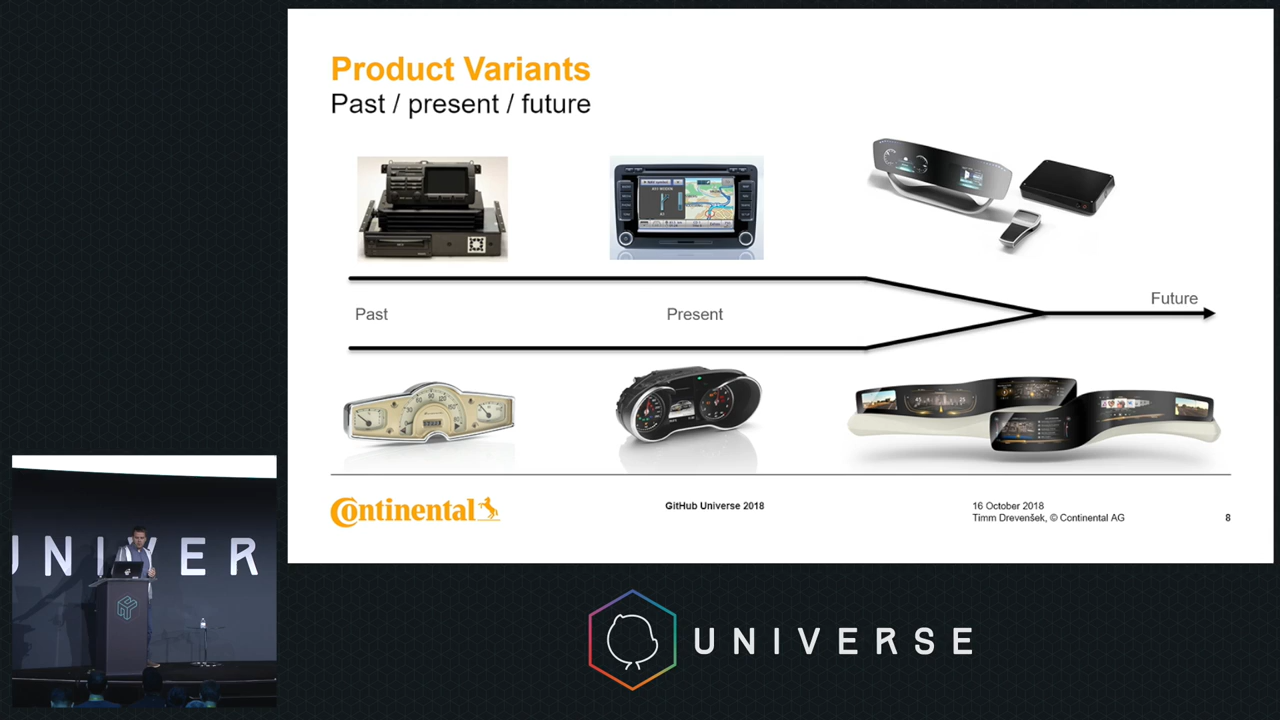 Product Variants
Past / present / future
Past
Present
Future
Continental
GitHub Universe 2018
16 October 2018
Timm Drevenšek, © Continental AG
8
UNIVER
UNIVERSE